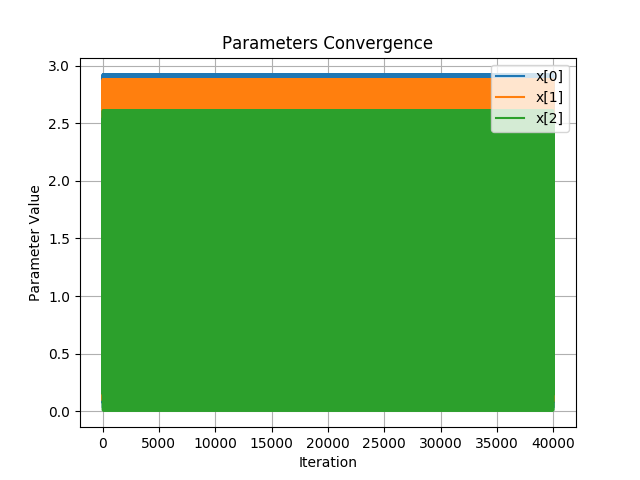 Parameters Convergence
Parameter Value
3.0
2.5
2.0
1.5
1.0
0.5
0.0
x[0]
x[1]
x[2]
0 5000 10000 15000 20000 25000 30000 35000 40000
Iteration